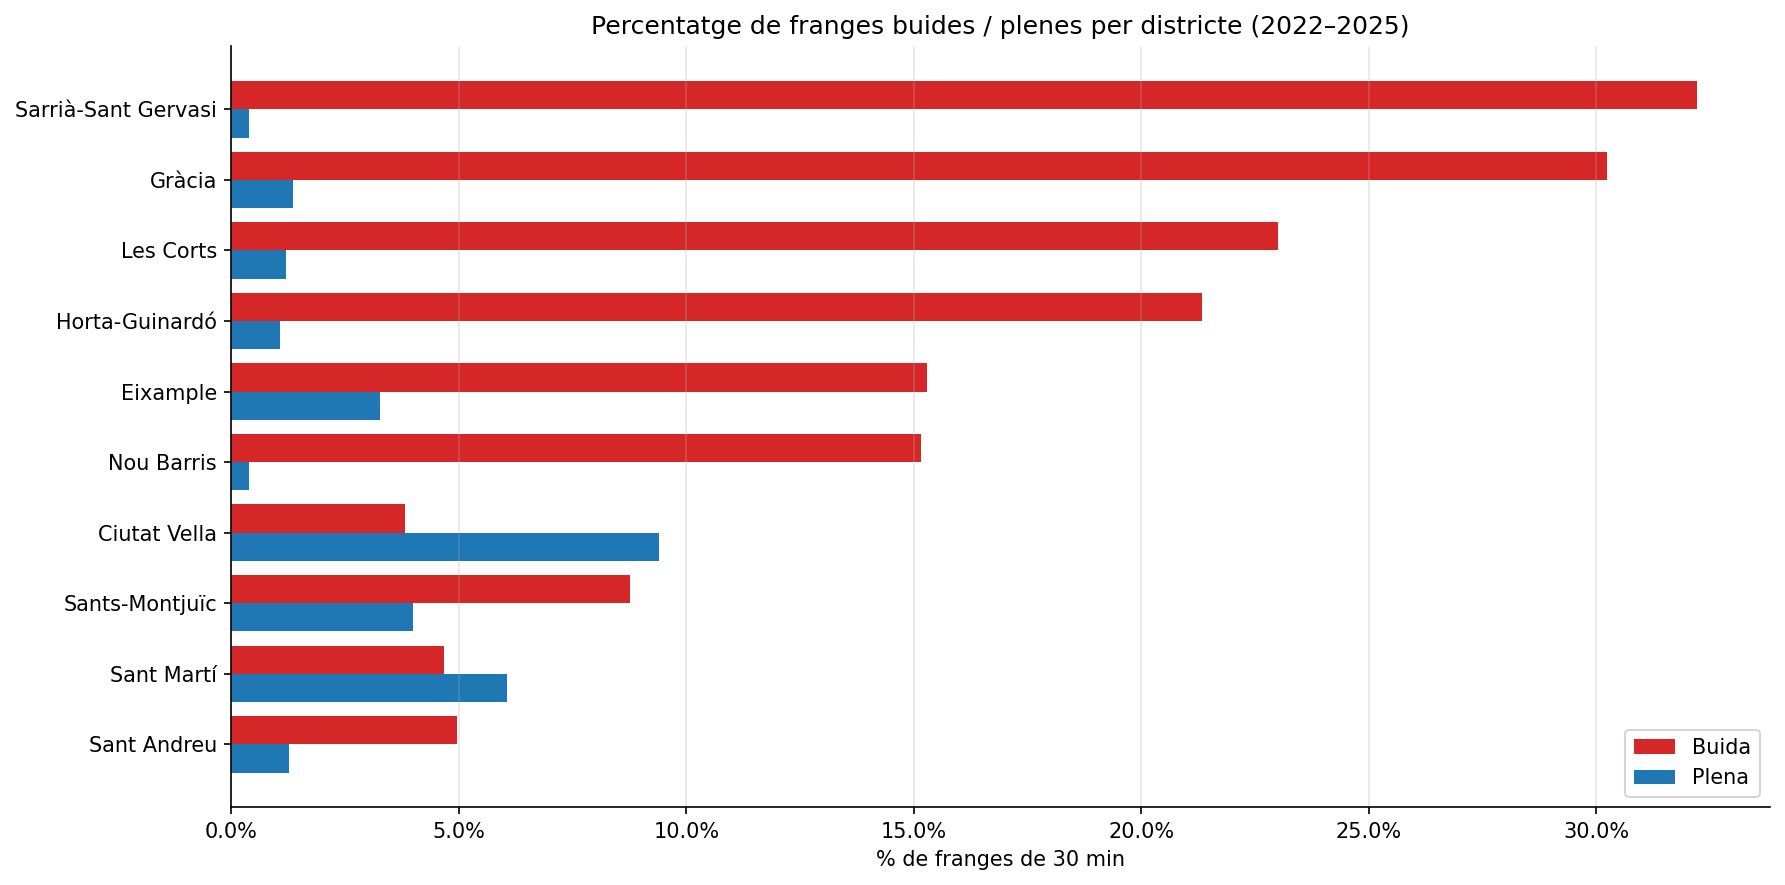 Percentatge de franges buides / plenes per districte (2022–2025)
Sarrià-Sant Gervasi
Gràcia
Les Corts
Horta-Guinardó
Eixample
Nou Barris
Ciutat Vella
Sants-Montjuïc
Sant Martí
Sant Andreu
Buida
Plena
0.0% 5.0% 10.0% 15.0% 20.0% 25.0% 30.0%
% de franges de 30 min